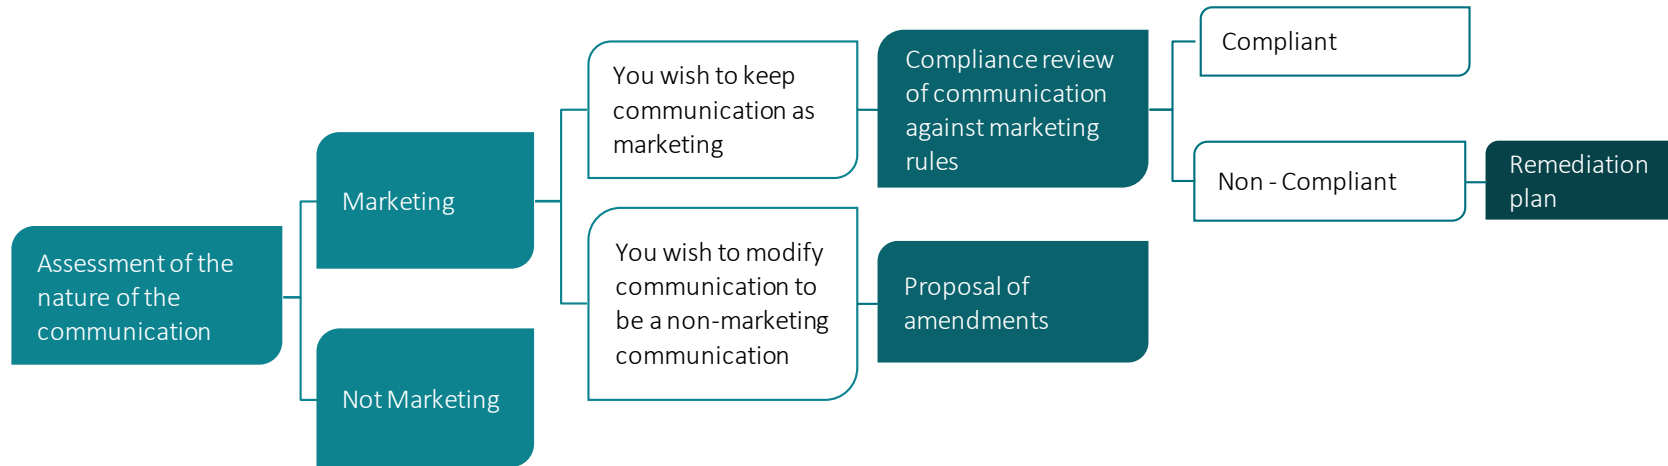 Assessment of the
nature of the
communication
Marketing
Not Marketing
You wish to keep
communication as
marketing
You wish to modify
communication to
be a non-marketing
communication
Compliance review
of communication
against marketing
rules
Proposal of
amendments
Compliant
Non - Compliant
Remediation
plan